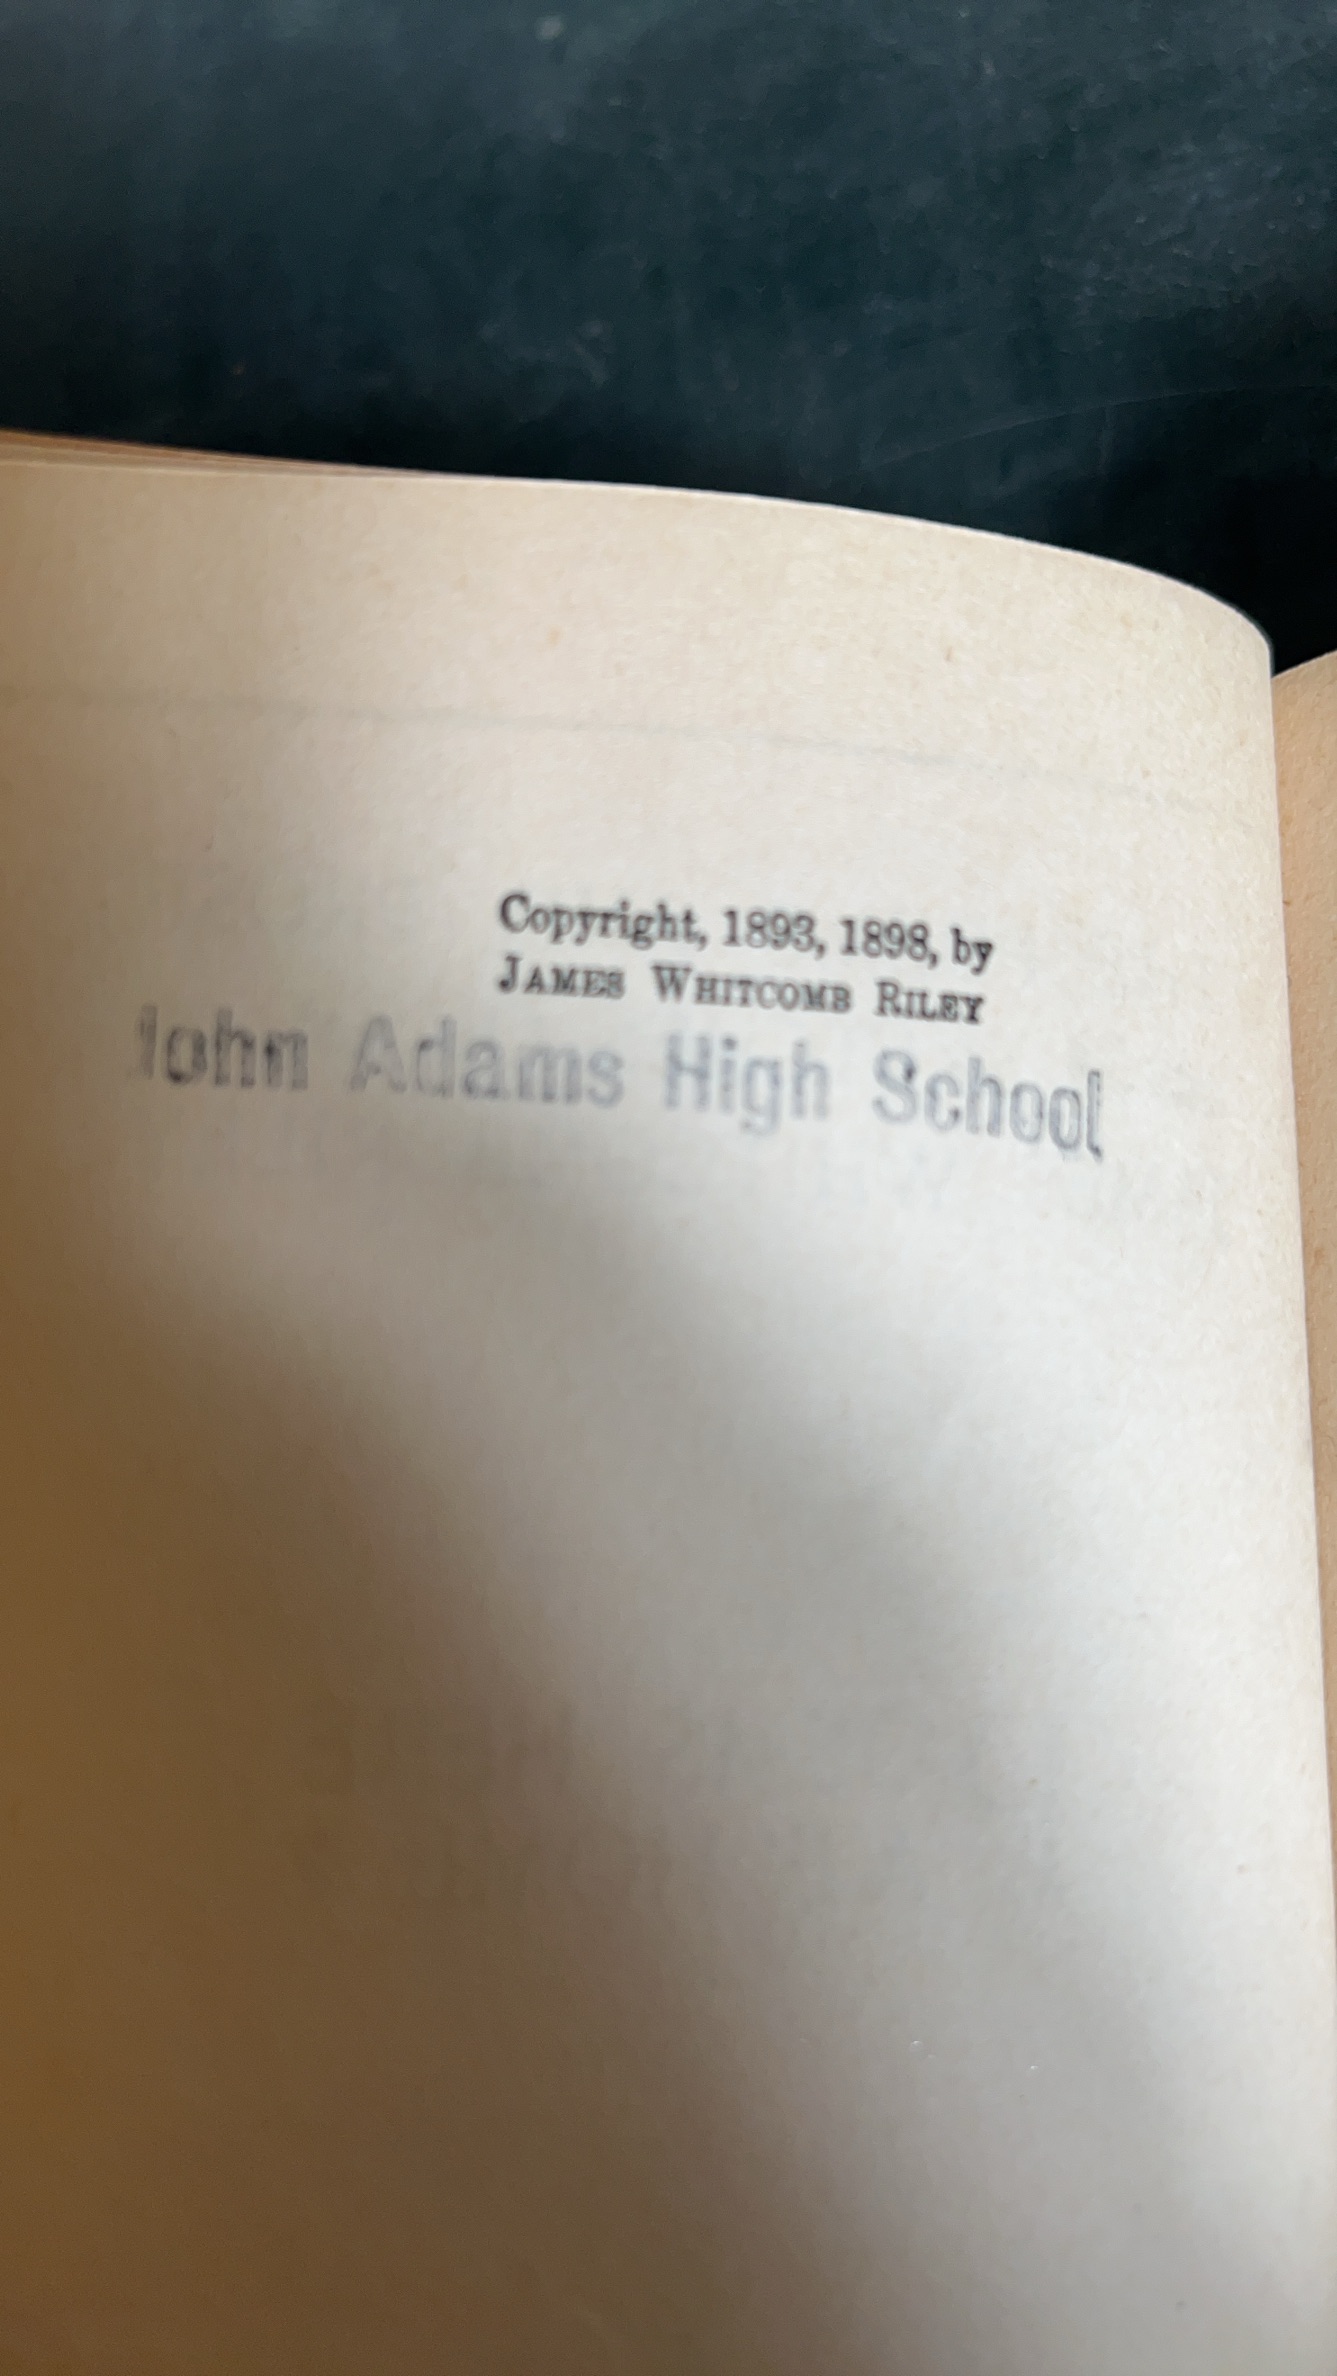 Copyright, 1893, 1898, by
JAMES WHITCOMB RILEY
John Adams High School